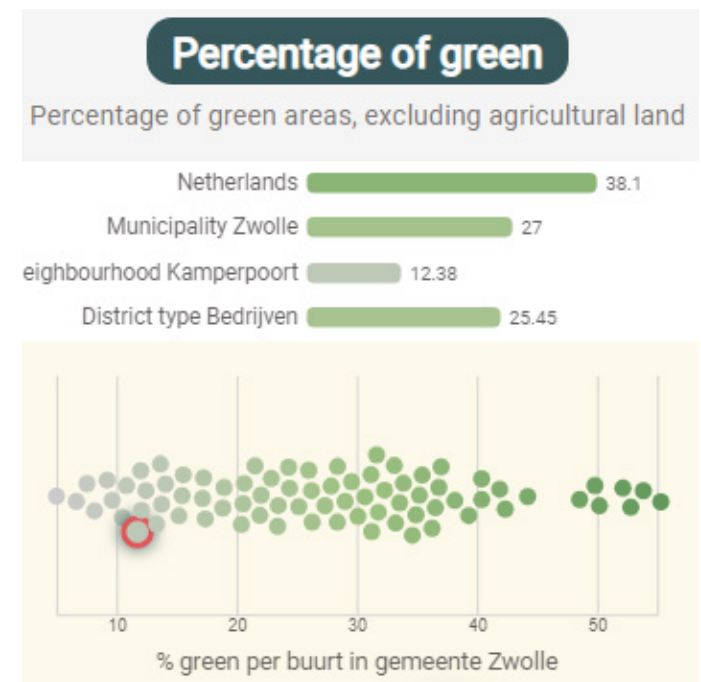 Percentage of green
Percentage of green areas, excluding agricultural land
Netherlands 38.1
Municipality Zwolle 27
eighbourhood Kamperpoort 12.38
District type Bedrijven 25.45
10 20 30 40 50
% green per buurt in gemeente Zwolle